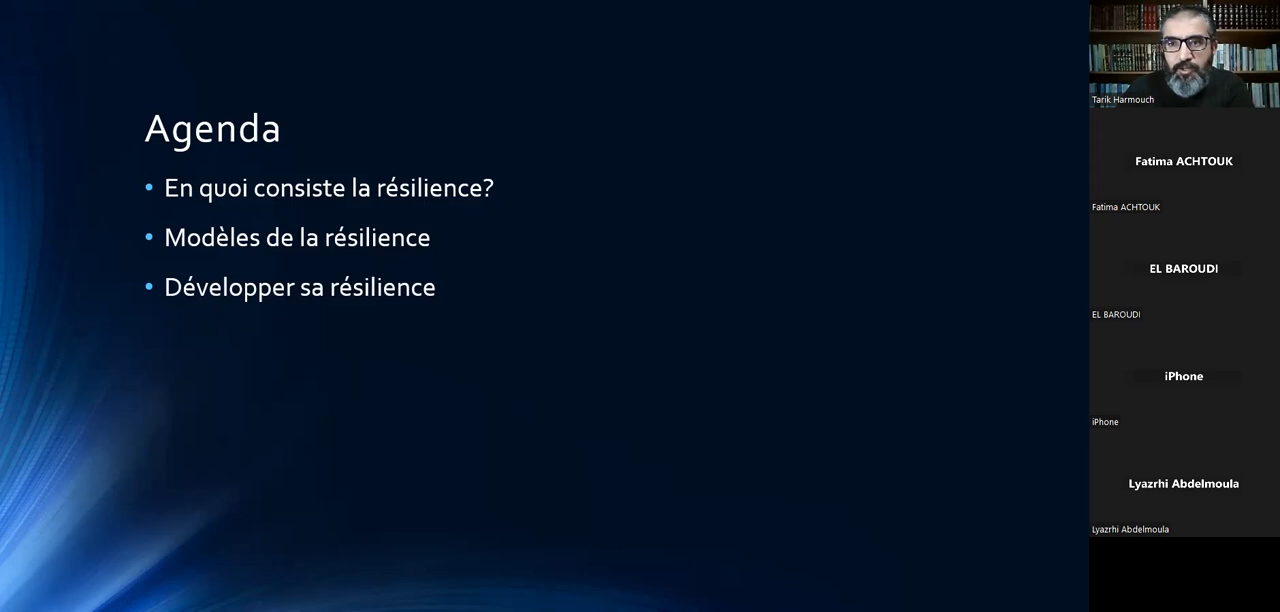 Agenda
• En quoi consiste la résilience?
• Modèles de la résilience
• Développer sa résilience
Tarik Harmouch
Fatima ACHTOUK
Fatima ACHTOUK
EL BAROUDI
EL BAROUDI
iPhone
iPhone
Lyazrhi Abdelmoula
Lyazrhi Abdelmoula